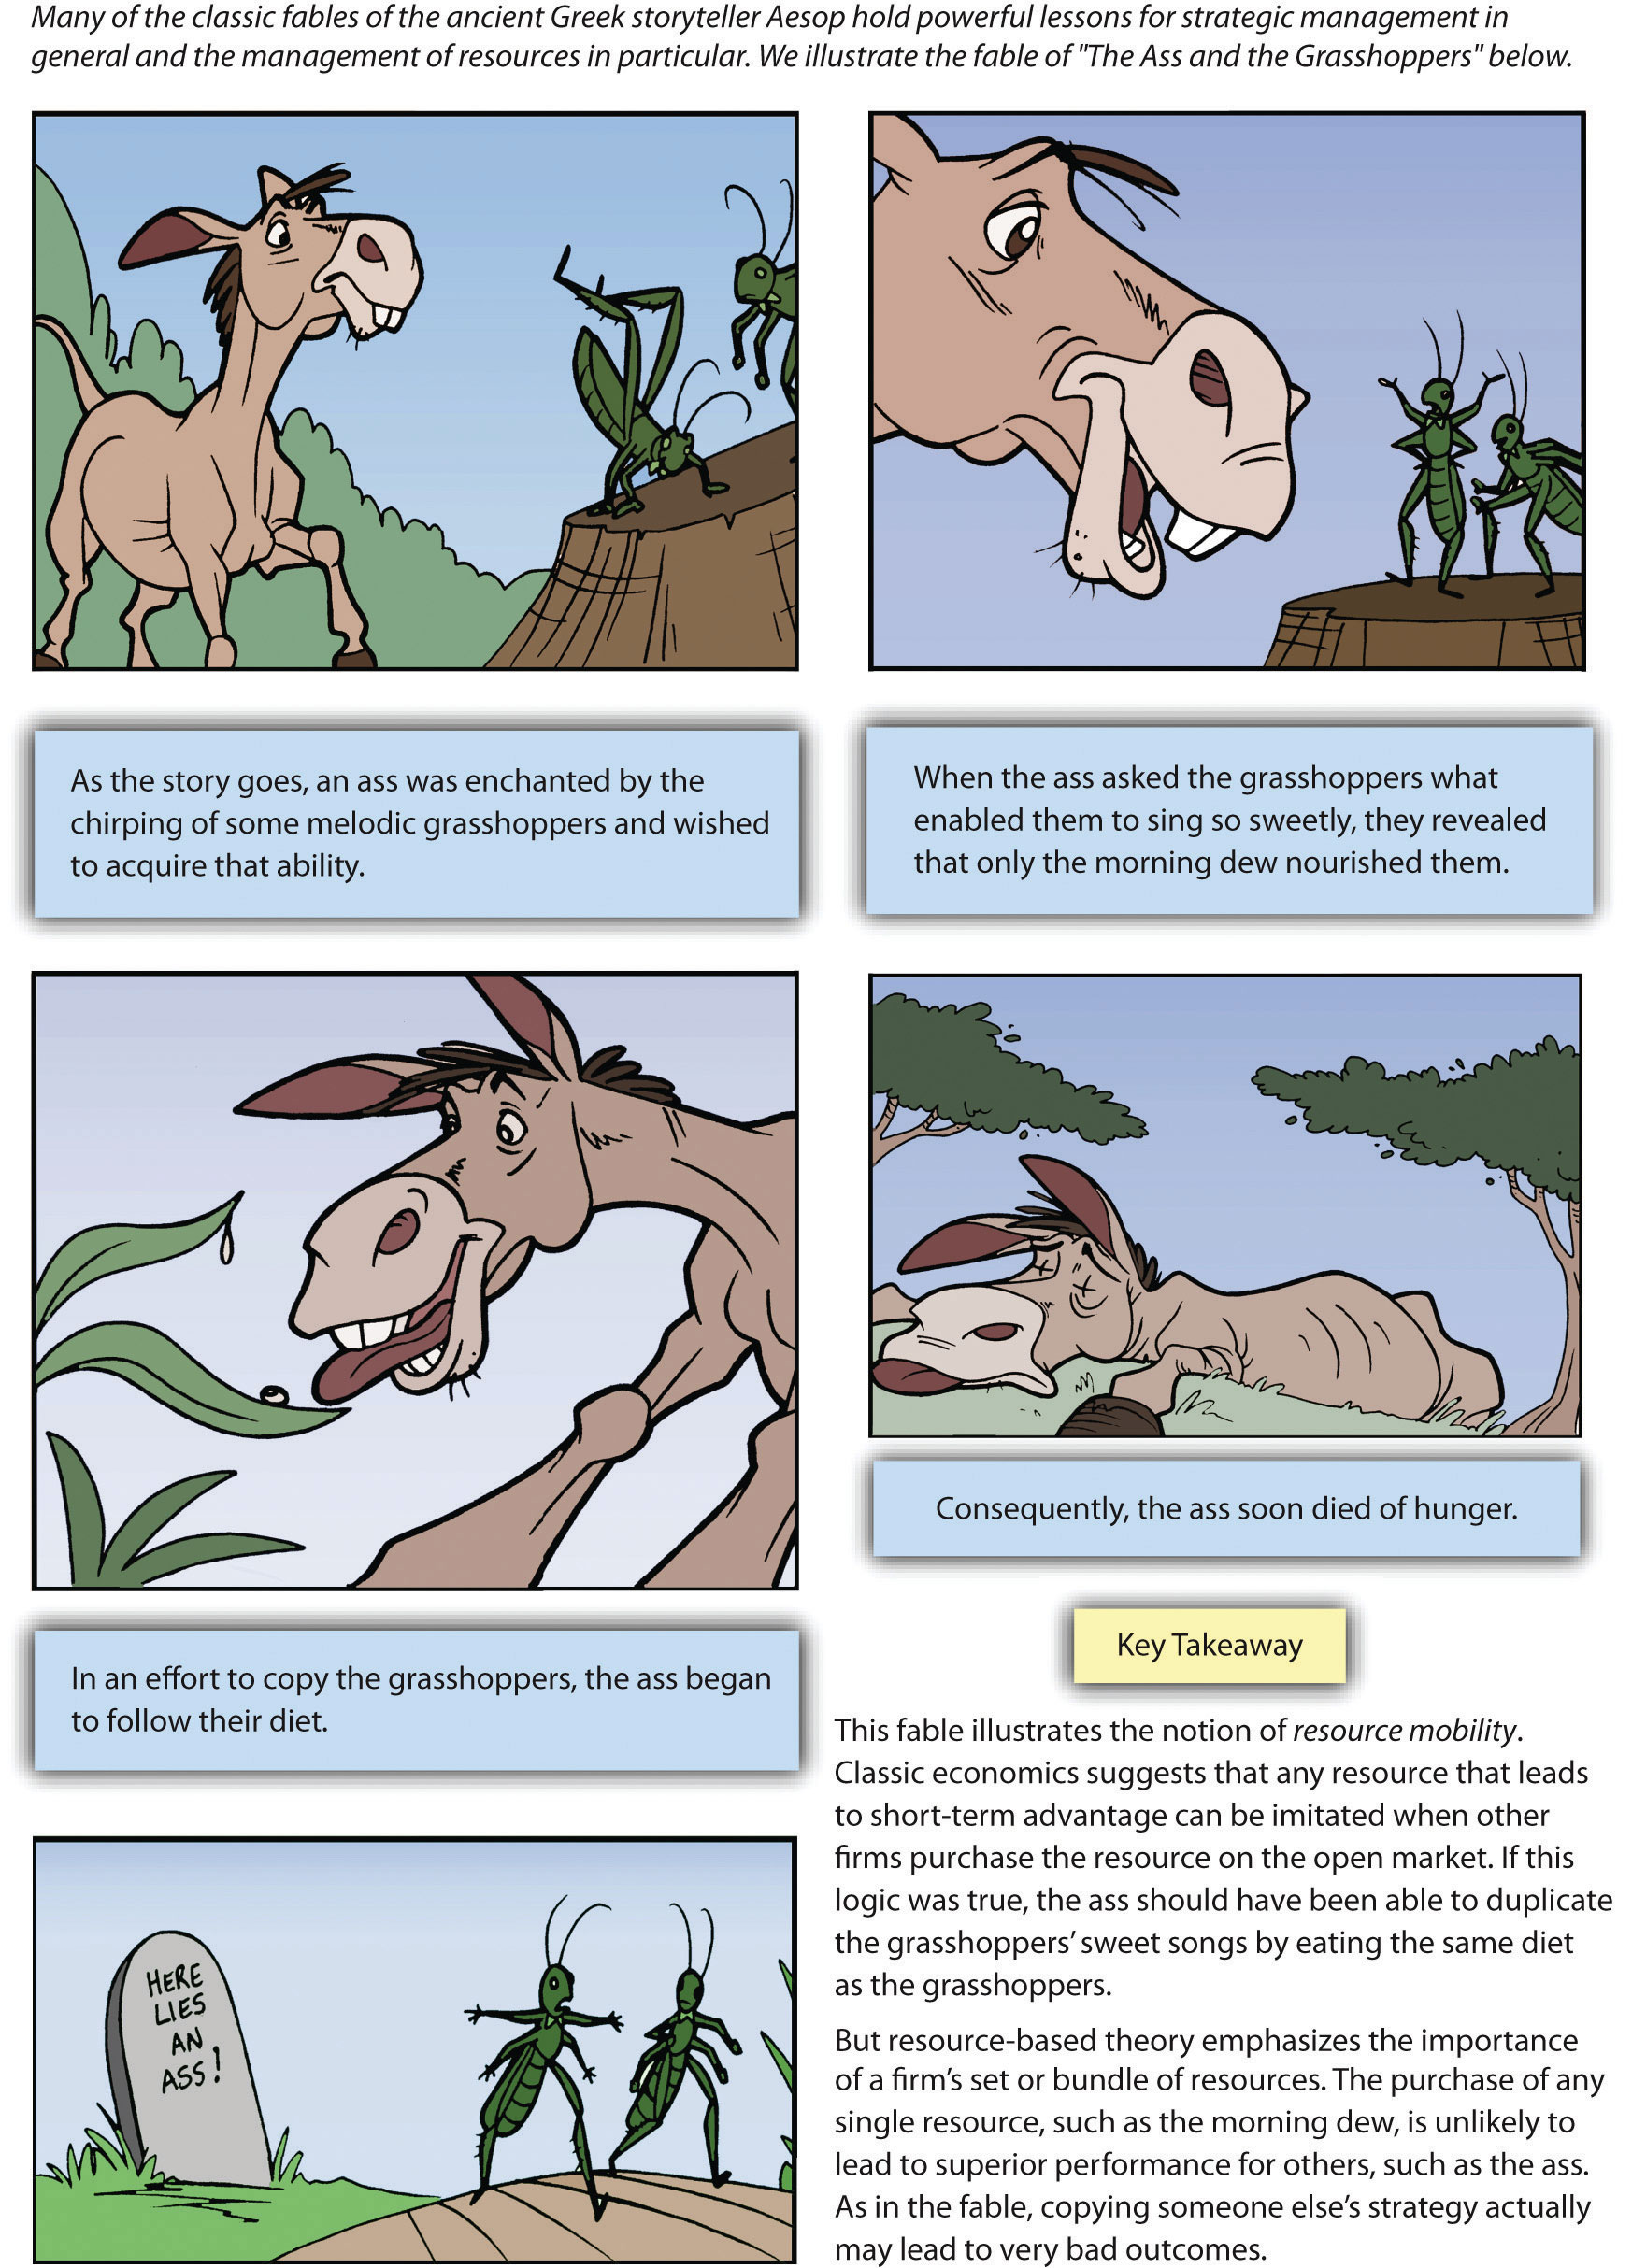 Many of the classic fables of the ancient Greek storyteller Aesop hold powerful lessons for strategic management in
general and the management of resources in particular. We illustrate the fable of "The Ass and the Grasshoppers" below.
As the story goes, an ass was enchanted by the
chirping of some melodic grasshoppers and wished
to acquire that ability.
When the ass asked the grasshoppers what
enabled them to sing so sweetly, they revealed
that only the morning dew nourished them.
In an effort to copy the grasshoppers, the ass began
to follow their diet.
Consequently, the ass soon died of hunger.
HERE
LIES
AN
ASS!
Key Takeaway
This fable illustrates the notion of resource mobility.
Classic economics suggests that any resource that leads
to short-term advantage can be imitated when other
firms purchase the resource on the open market. If this
logic was true, the ass should have been able to duplicate
the grasshoppers’ sweet songs by eating the same diet
as the grasshoppers.
But resource-based theory emphasizes the importance
of a firm’s set or bundle of resources. The purchase of any
single resource, such as the morning dew, is unlikely to
lead to superior performance for others, such as the ass.
As in the fable, copying someone else’s strategy actually
may lead to very bad outcomes.